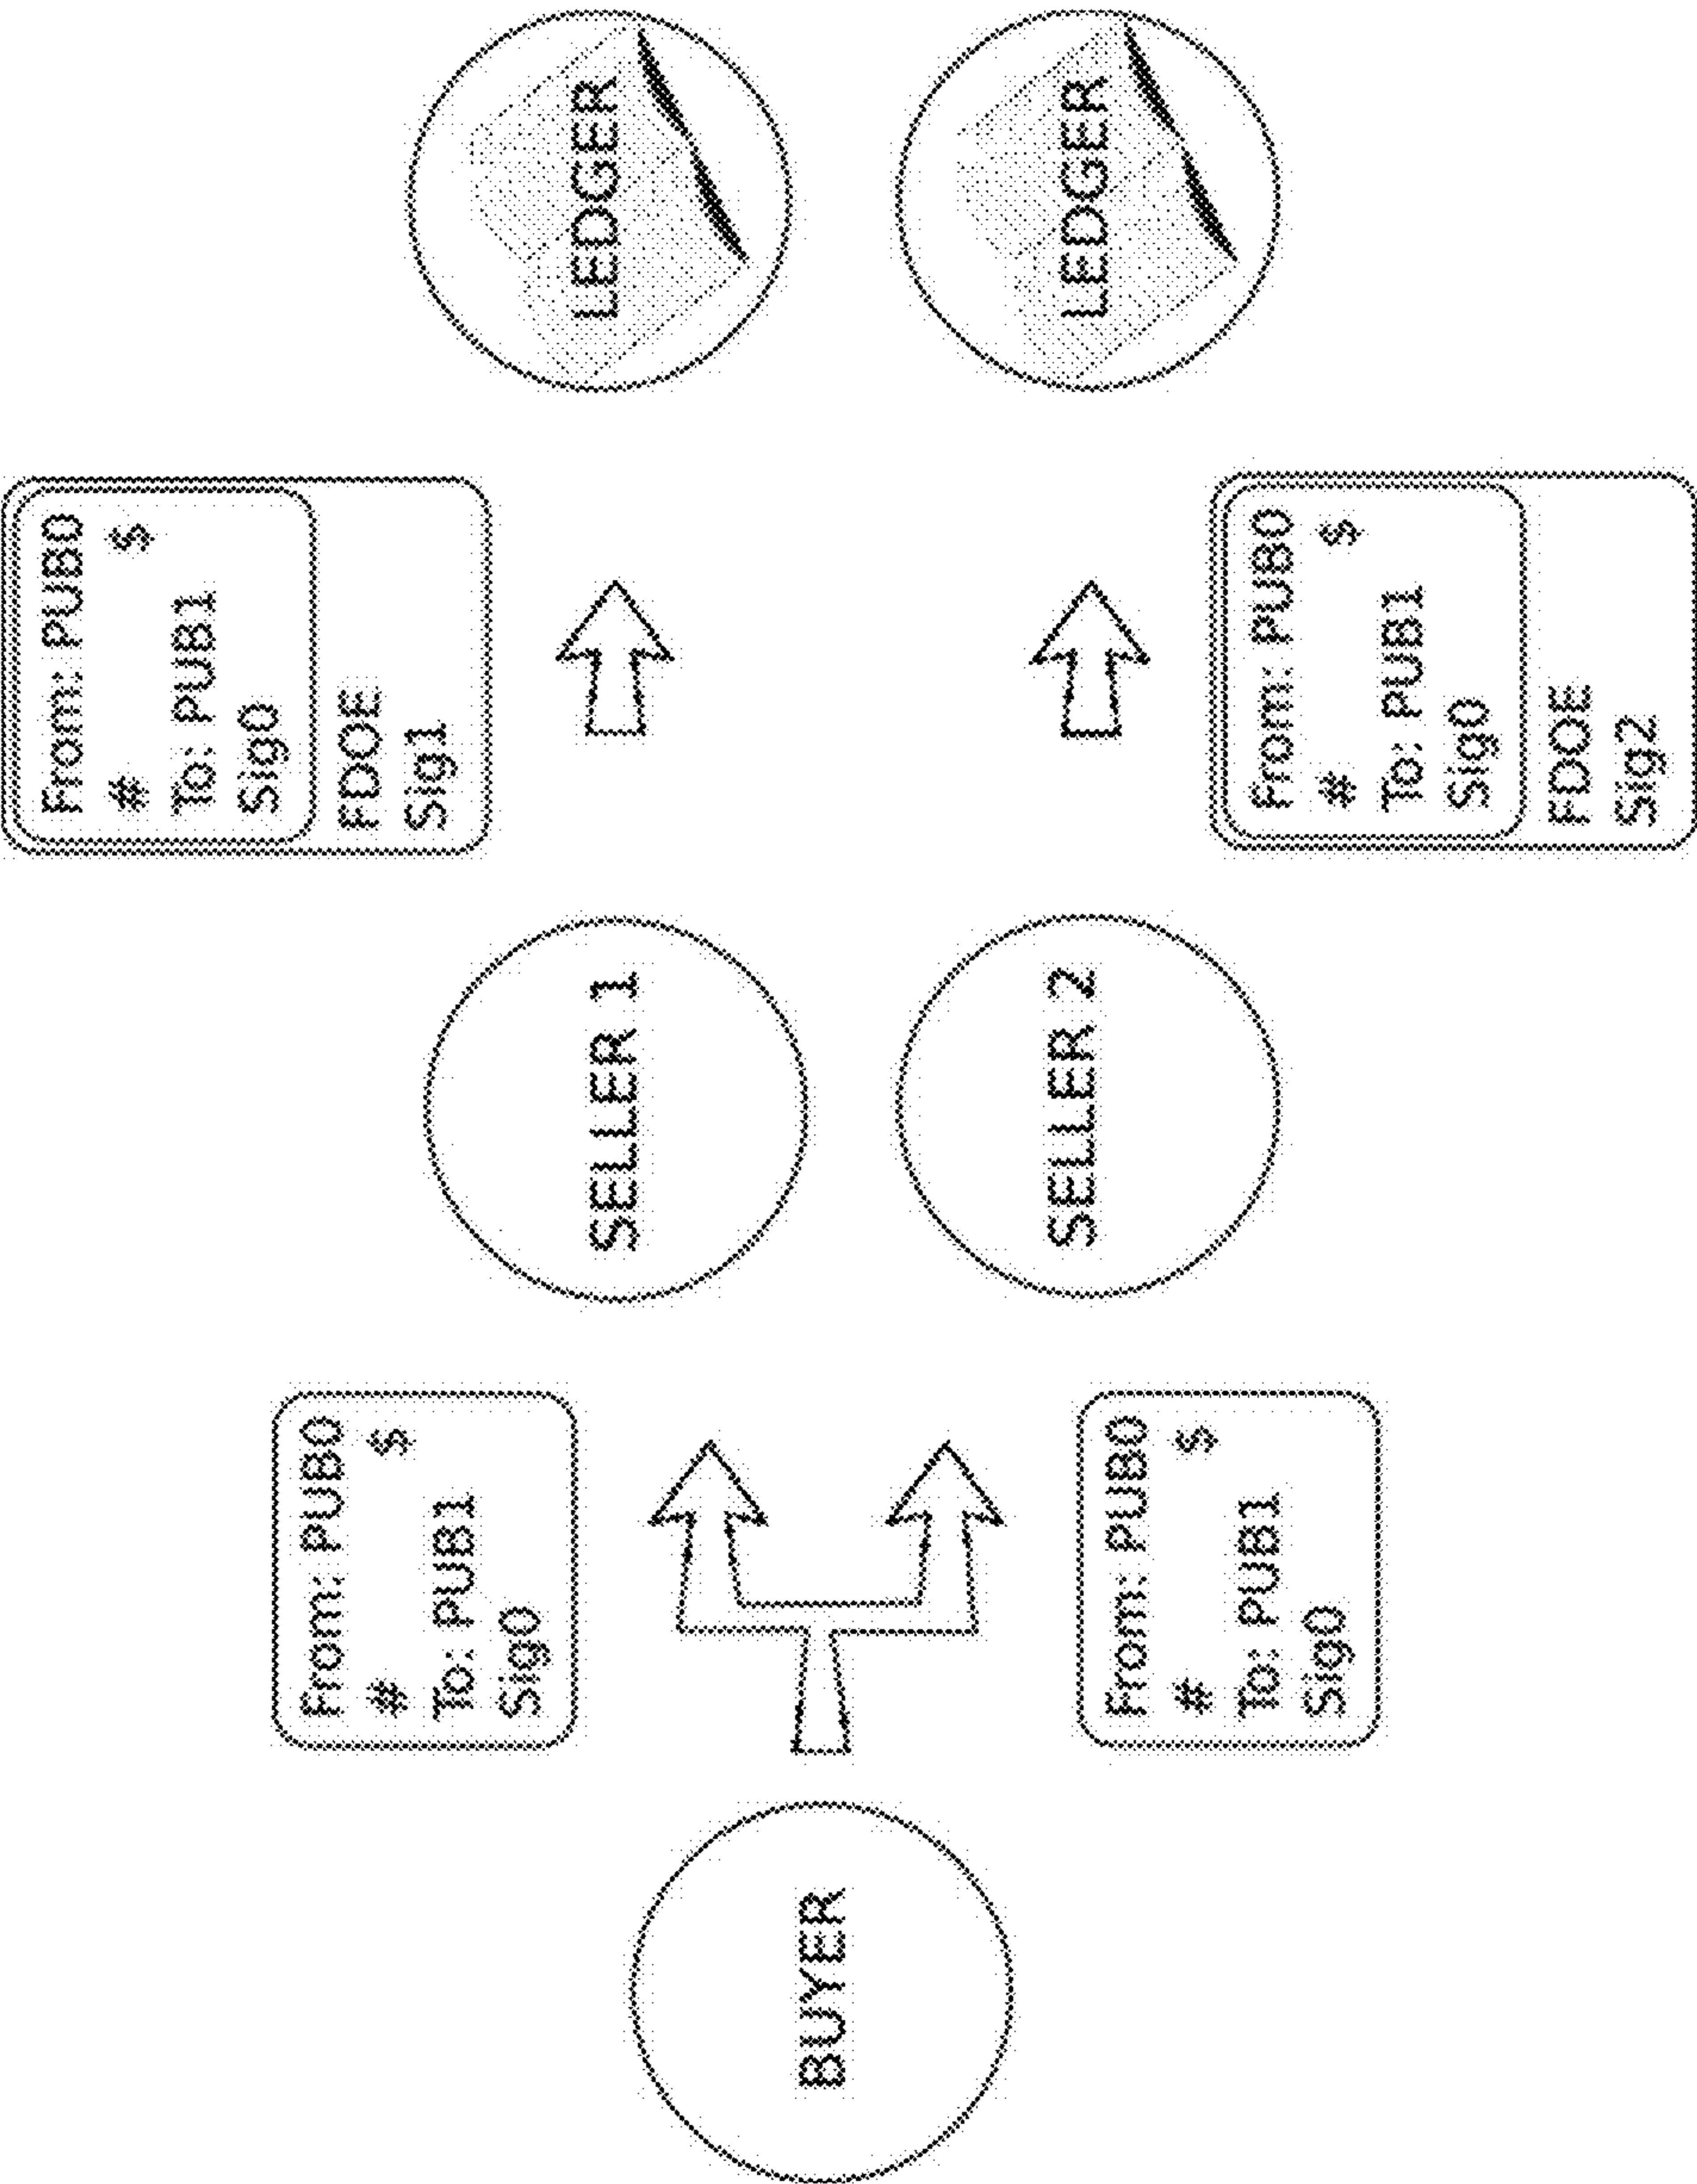 BUYER
From: PUB0
# $
To: PUB1
Sig0
From: PUB0
# $
To: PUB1
Sig0
SELLER 1
SELLER 2
From: PUB0
# $
To: PUB1
Sig0
FDOE
Sig1
From: PUB0
# $
To: PUB1
Sig0
FDOE
Sig2
LEDGER
LEDGER